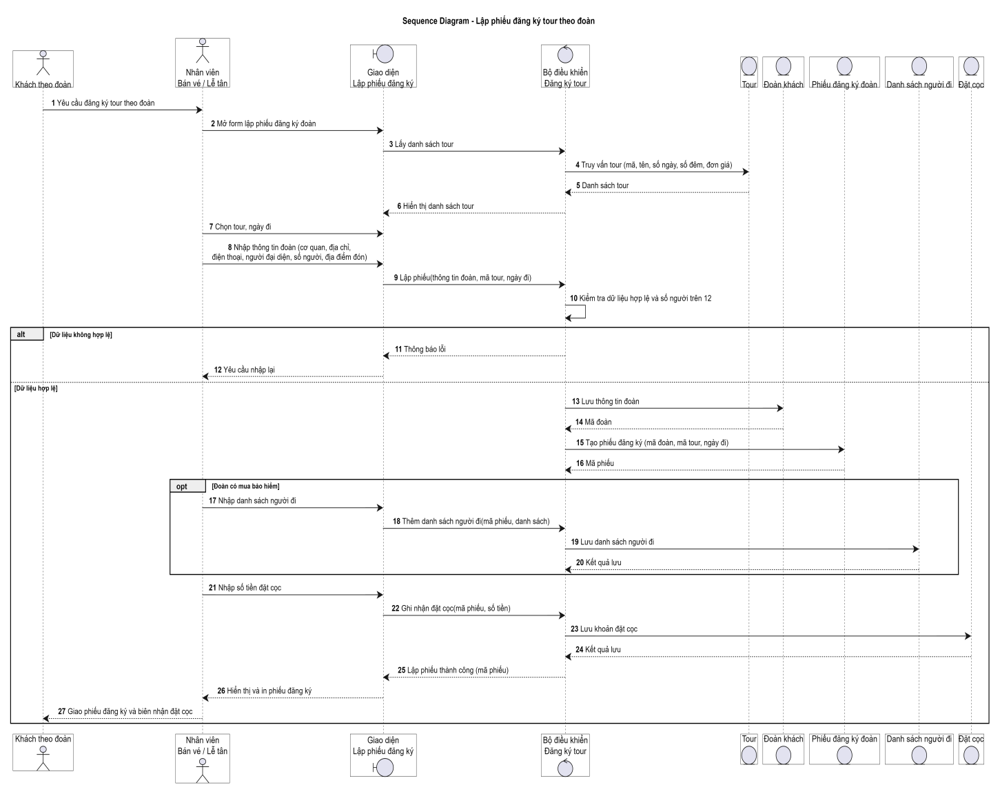 Sequence Diagram - Lập phiếu đăng ký tour theo đoàn
Khách theo đoàn
Nhân viên
Bán vé / Lễ tân
Giao diện
Lập phiếu đăng ký
Bộ điều khiển
Đăng ký tour
Tour
Đoàn khách
Phiếu đăng ký đoàn
Danh sách người đi
Đặt cọc
1 Yêu cầu đăng ký tour theo đoàn
2 Mở form lập phiếu đăng ký đoàn
3 Lấy danh sách tour
4 Truy vấn tour (mã, tên, số ngày, số đêm, đơn giá)
5 Danh sách tour
6 Hiển thị danh sách tour
7 Chọn tour, ngày đi
8 Nhập thông tin đoàn (cơ quan, địa chỉ,
điện thoại, người đại diện, số người, địa điểm đón)
9 Lập phiếu(thông tin đoàn, mã tour, ngày đi)
10 Kiểm tra dữ liệu hợp lệ và số người trên 12
alt [Dữ liệu không hợp lệ]
11 Thông báo lỗi
12 Yêu cầu nhập lại
[Dữ liệu hợp lệ]
13 Lưu thông tin đoàn
14 Mã đoàn
15 Tạo phiếu đăng ký (mã đoàn, mã tour, ngày đi)
16 Mã phiếu
opt [Đoàn có mua bảo hiểm]
17 Nhập danh sách người đi
18 Thêm danh sách người đi(mã phiếu, danh sách)
19 Lưu danh sách người đi
20 Kết quả lưu
21 Nhập số tiền đặt cọc
22 Ghi nhận đặt cọc(mã phiếu, số tiền)
23 Lưu khoản đặt cọc
24 Kết quả lưu
25 Lập phiếu thành công (mã phiếu)
26 Hiển thị và in phiếu đăng ký
27 Giao phiếu đăng ký và biên nhận đặt cọc
Khách theo đoàn
Nhân viên
Bán vé / Lễ tân
Giao diện
Lập phiếu đăng ký
Bộ điều khiển
Đăng ký tour
Tour
Đoàn khách
Phiếu đăng ký đoàn
Danh sách người đi
Đặt cọc